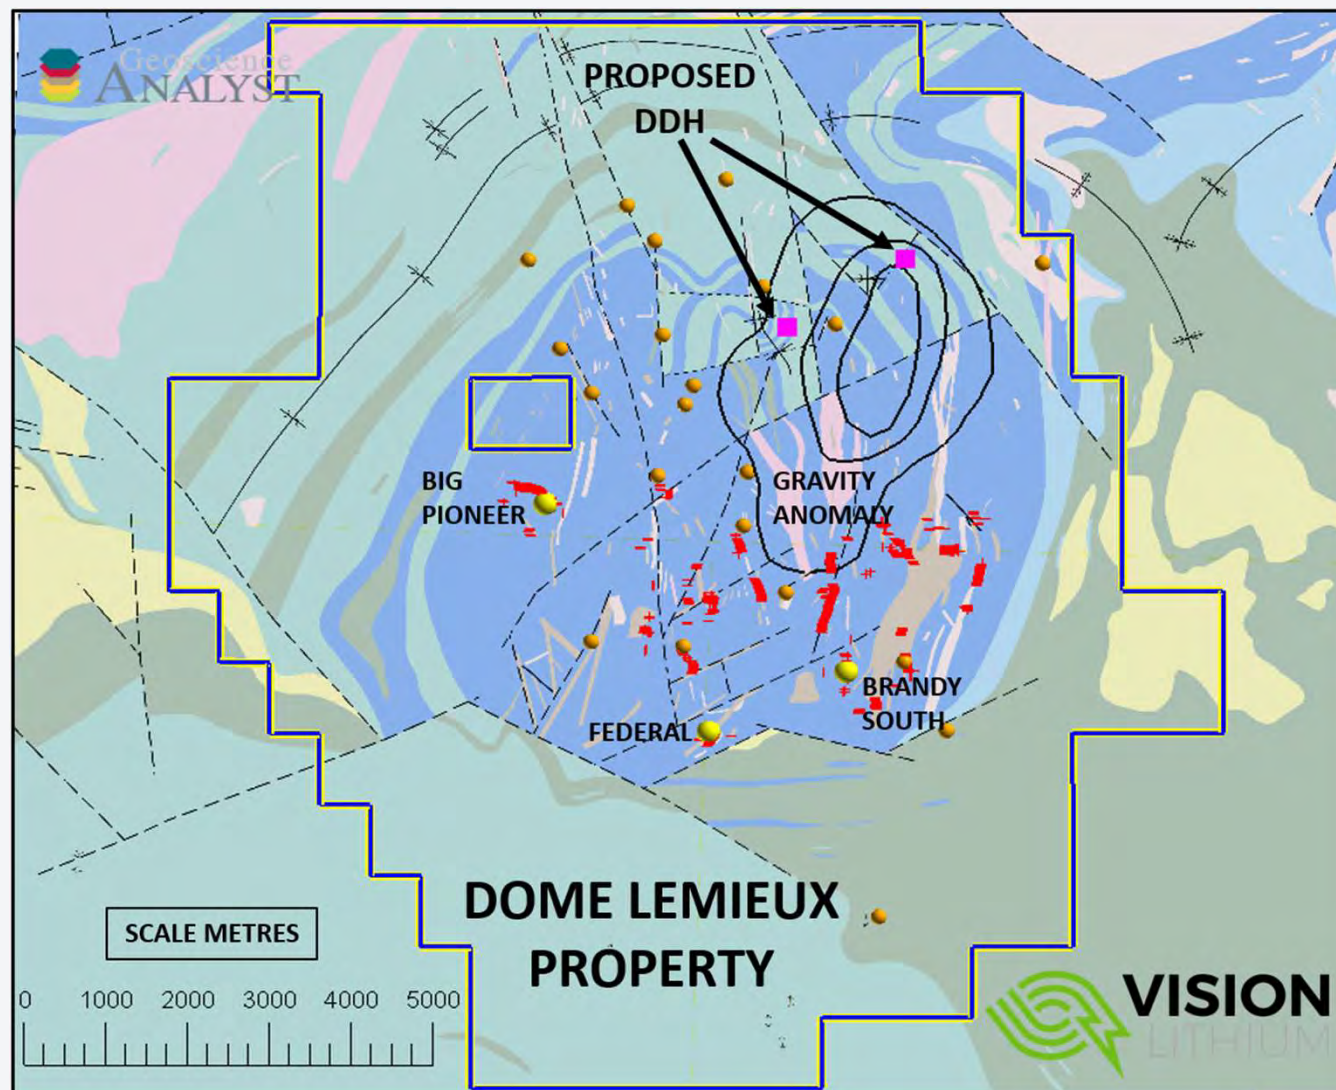 Geoscience
ANALYST
PROPOSED
DDH
BIG
PIONEER
GRAVITY
ANOMALY
BRANDY
SOUTH
FEDERAL
DOME LEMIEUX
PROPERTY
SCALE METRES
0 1000 2000 3000 4000 5000
VISION
LITHIUM